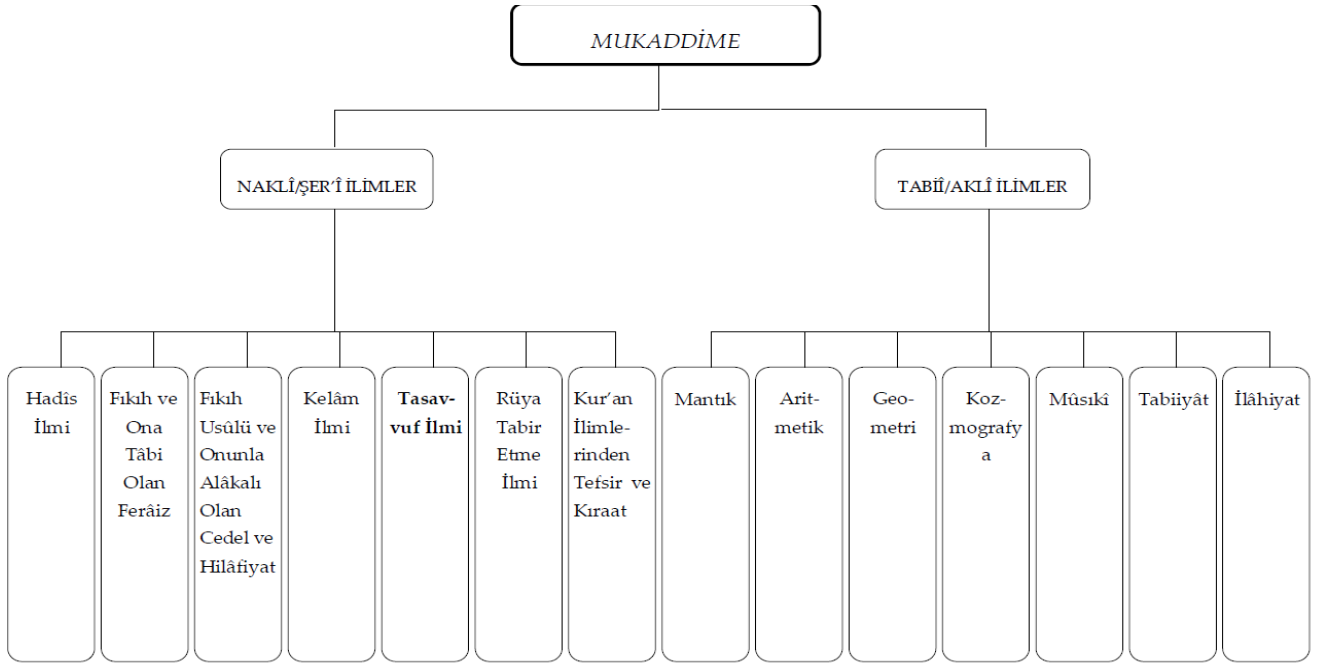 MUKADDİME
NAKLÎ/ŞER'Î İLİMLER
TABİÎ/AKLÎ İLİMLER
Hadîs
İlmi
Fıkıh ve
Ona
Tâbi
Olan
Ferâiz
Fıkıh
Usûlü ve
Onunla
Alâkalı
Olan
Cedel ve
Hilâfiyat
Kelâm
İlmi
Tasav-
vuf İlmi
Rüya
Tabir
Etme
İlmi
Kur'an
İlimle-
rinden
Tefsir ve
Kıraat
Mantık
Arit-
metik
Geo-
metri
Koz-
mografy
a
Mûsıkî
Tabiiyât
İlâhiyat